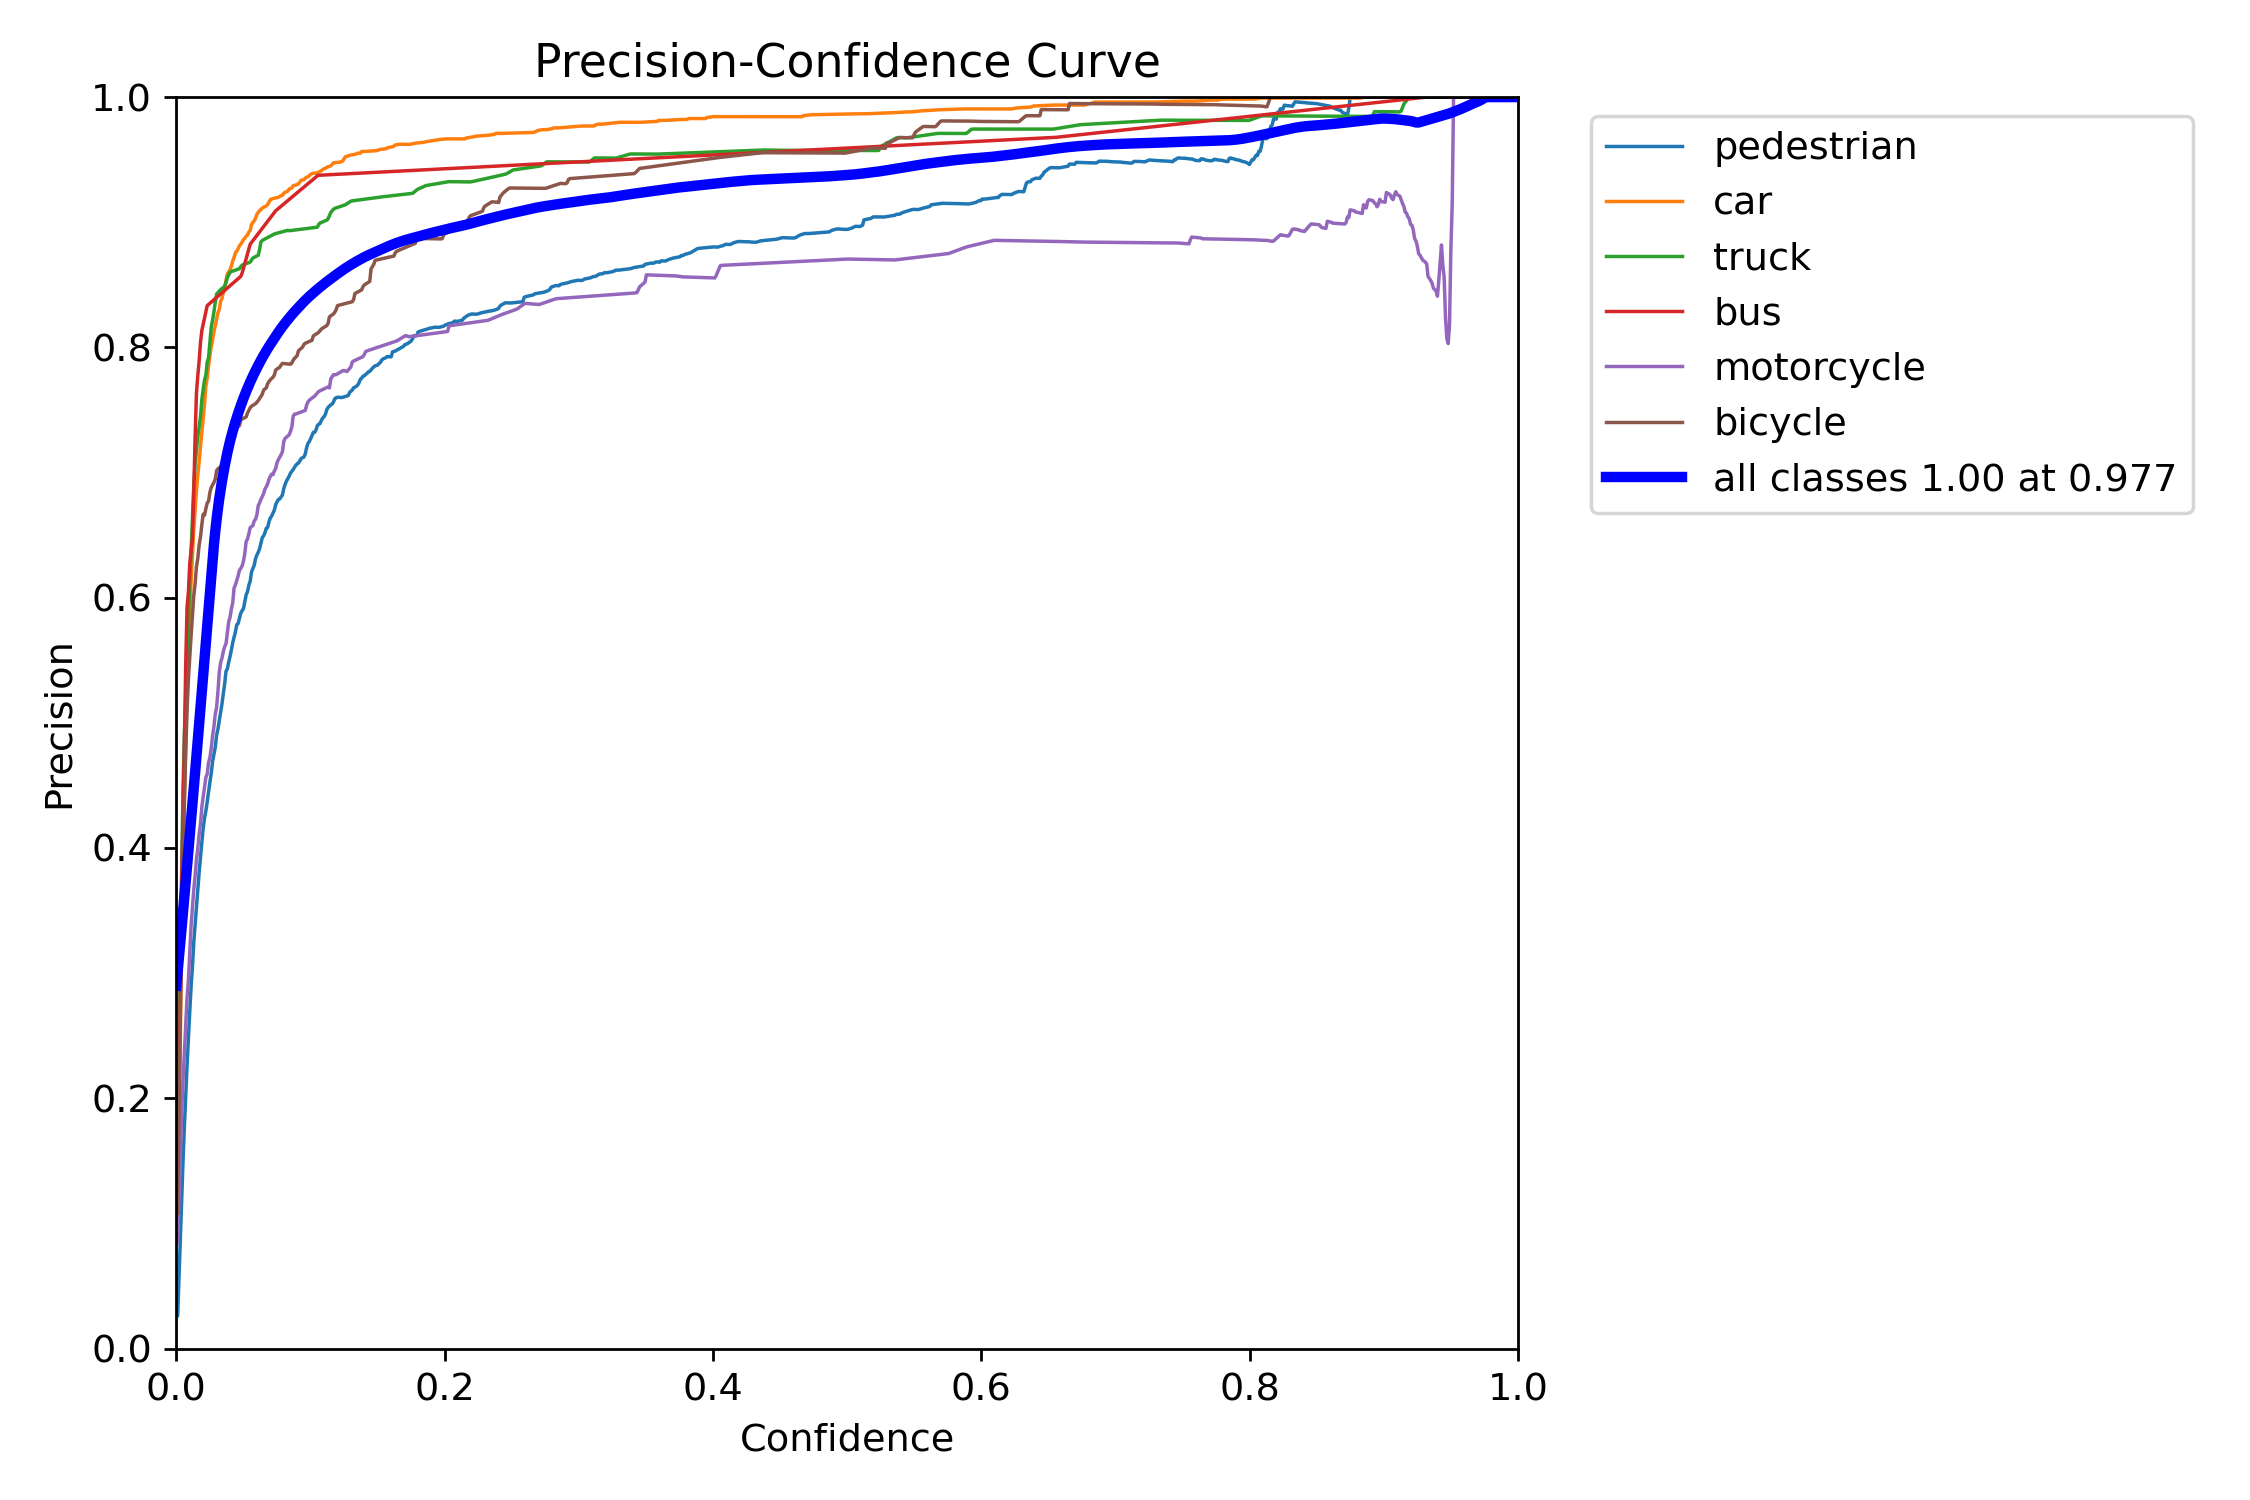 Precision-Confidence Curve
1.0
0.8
0.6
0.4
0.2
0.0
Precision
0.0 0.2 0.4 0.6 0.8 1.0
Confidence
pedestrian
car
truck
bus
motorcycle
bicycle
all classes 1.00 at 0.977